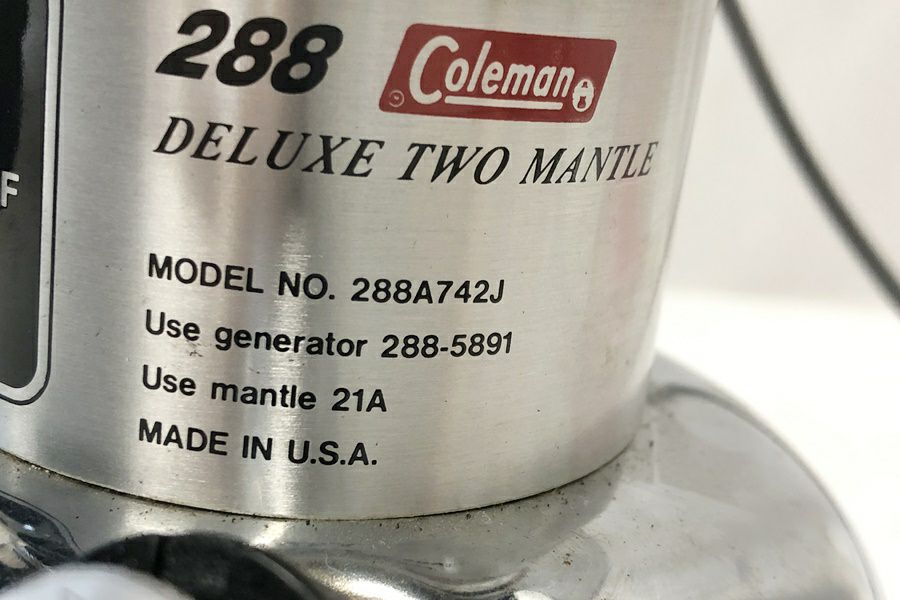 288 Coleman
DELUXE TWO MANTLE
F
MODEL NO. 288A742J
Use generator 288-5891
Use mantle 21A
MADE IN U.S.A.